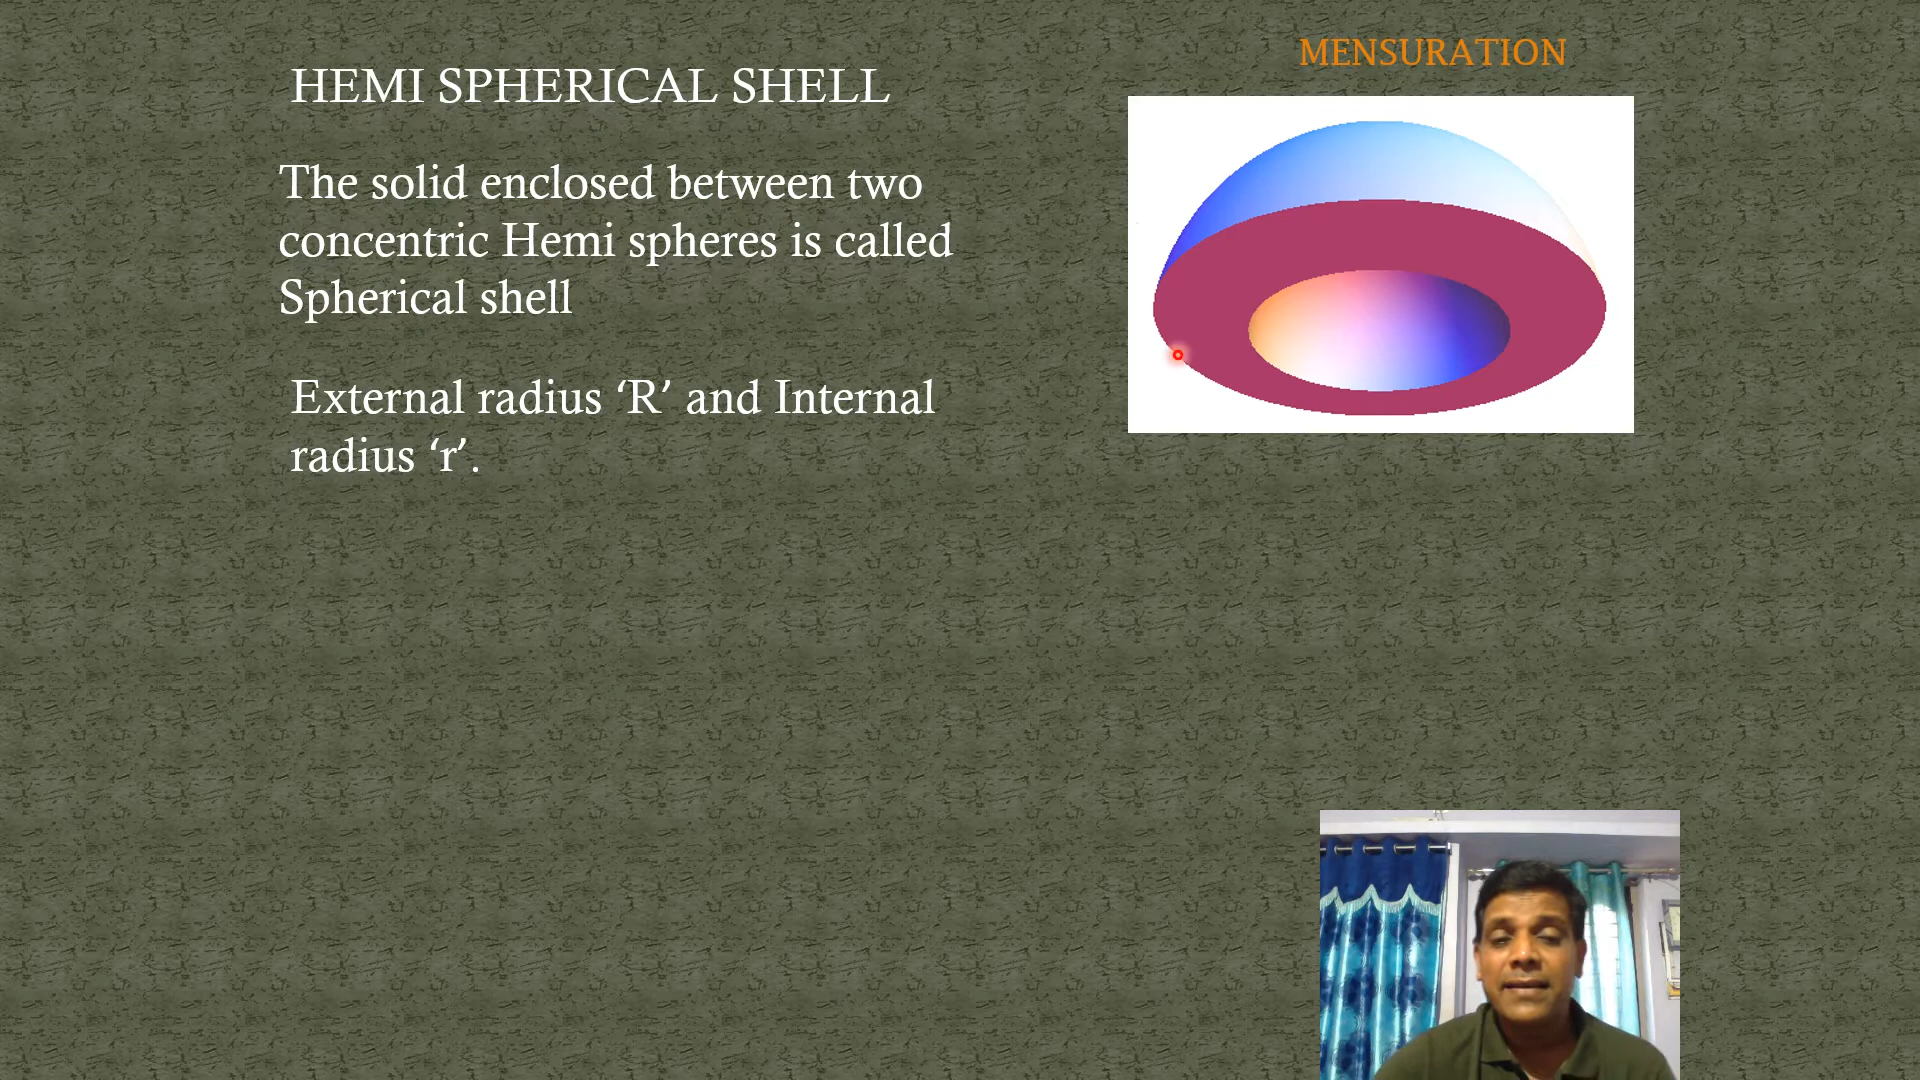 MENSURATION
HEMI SPHERICAL SHELL
The solid enclosed between two
concentric Hemi spheres is called
Spherical shell
External radius ‘R’ and Internal
radius ‘r’.